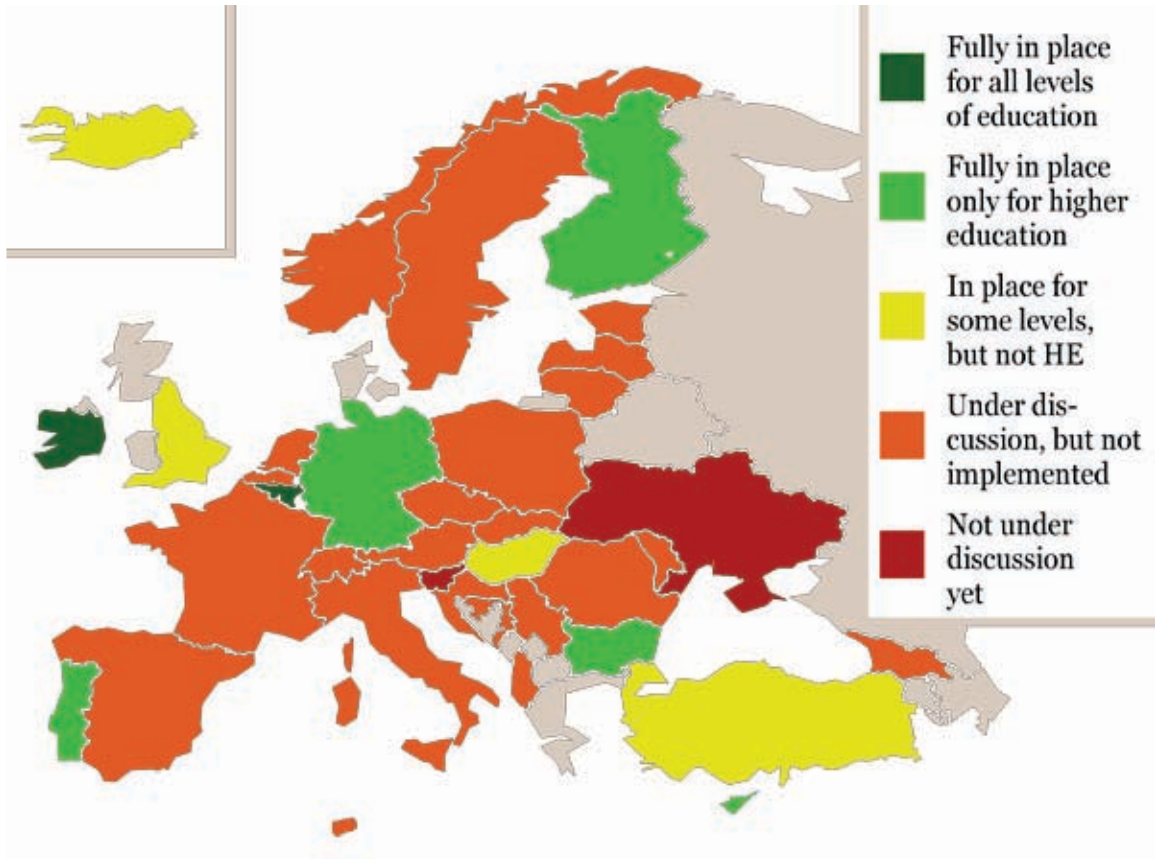 Fully in place
for all levels
of education
Fully in place
only for higher
education
In place for
some levels,
but not HE
Under dis-
cussion, but not
implemented
Not under
discussion
yet